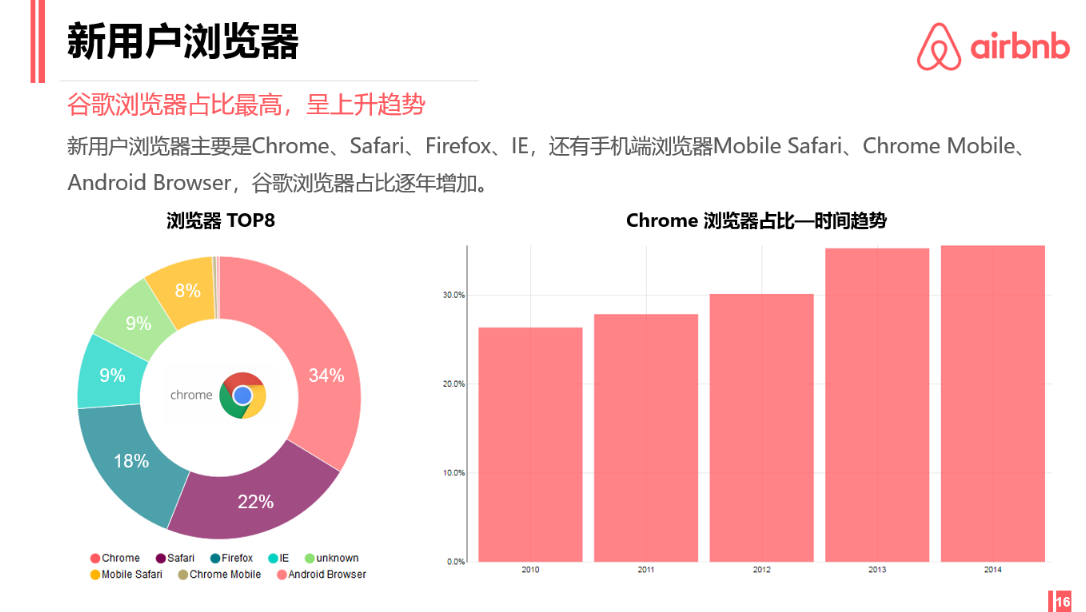 新用户浏览器
airbnb
谷歌浏览器占比最高，呈上升趋势
新用户浏览器主要是Chrome、Safari、Firefox、IE，还有手机端浏览器Mobile Safari、Chrome Mobile、
Android Browser，谷歌浏览器占比逐年增加。
浏览器 TOP8
Chrome 浏览器占比—时间趋势
8%
9%
9%
34%
18%
22%
chrome
Chrome Safari Firefox IE unknown
Mobile Safari Chrome Mobile Android Browser
30.0%
20.0%
10.0%
0.0%
2010 2011 2012 2013 2014
16